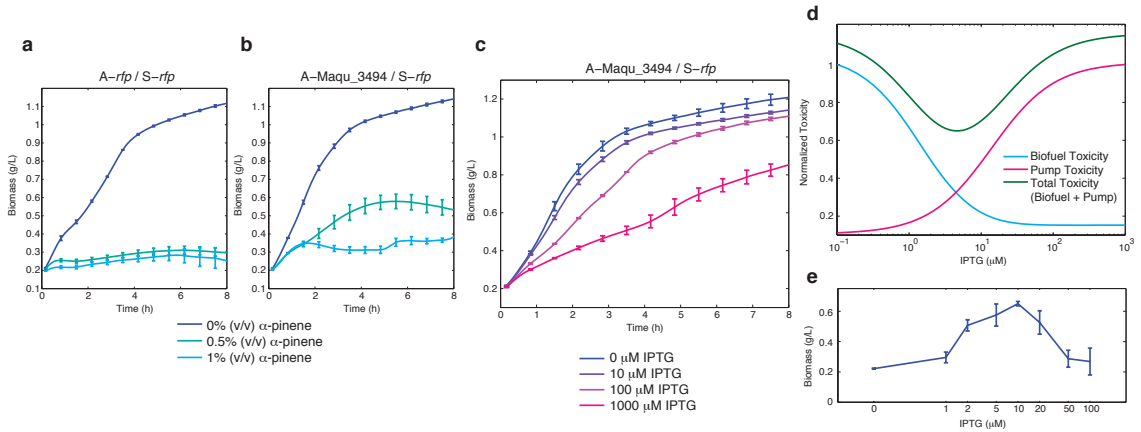 a
A–rfp / S–rfp
Biomass (g/L)
1.1
1
0.9
0.8
0.7
0.6
0.5
0.4
0.3
0.2
0.1
0
2
4
6
8
Time (h)
b
A–Maqu_3494 / S–rfp
Biomass (g/L)
1.1
1
0.9
0.8
0.7
0.6
0.5
0.4
0.3
0.2
0.1
0
2
4
6
8
Time (h)
0% (v/v) α-pinene
0.5% (v/v) α-pinene
1% (v/v) α-pinene
c
A–Maqu_3494 / S–rfp
Biomass (g/L)
1.2
1.0
0.8
0.6
0.4
0.2
0
1
2
3
4
5
6
7
8
Time (h)
0 μM IPTG
10 μM IPTG
100 μM IPTG
1000 μM IPTG
d
Normalized Toxicity
1
0.8
0.6
0.4
0.2
Biofuel Toxicity
Pump Toxicity
Total Toxicity
(Biofuel + Pump)
10⁻¹
10⁰
10¹
10²
10³
IPTG (μM)
e
Biomass (g/L)
0.6
0.4
0.2
0
0
1
2
5
10
20
50
100
IPTG (μM)